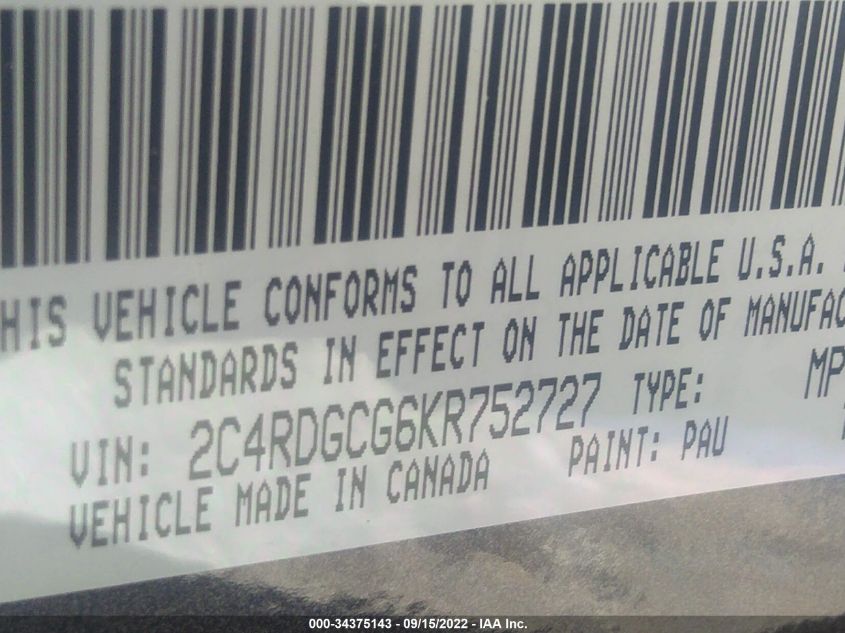 HIS VEHICLE CONFORMS TO ALL APPLICABLE U.S.A.
STANDARDS IN EFFECT ON THE DATE OF MANUFAC
VIN: 2C4RDGCG6KR752727 TYPE: MP
VEHICLE MADE IN CANADA PAINT: PAU
000-34375143 - 09/15/2022 - IAA Inc.